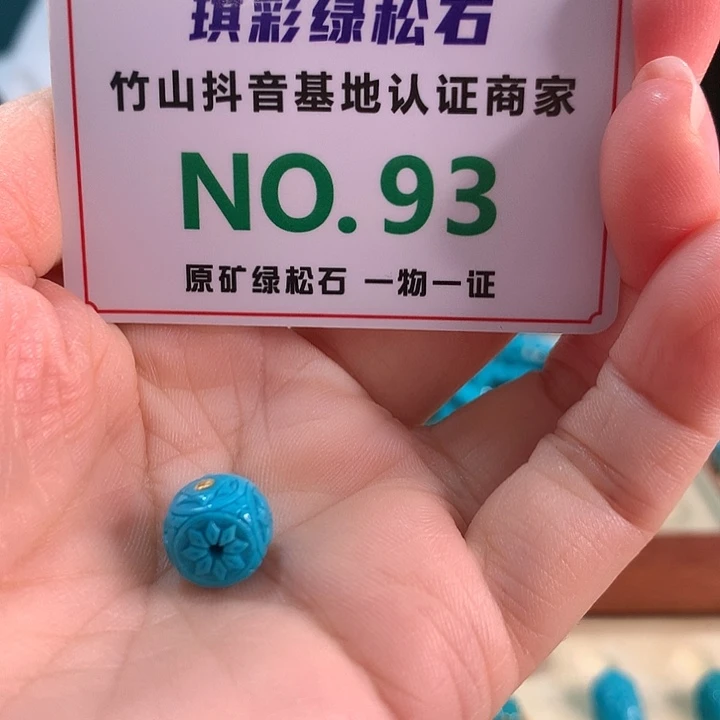 琪彩绿松石
竹山抖音基地认证商家
NO.93
原矿绿松石 一物一证